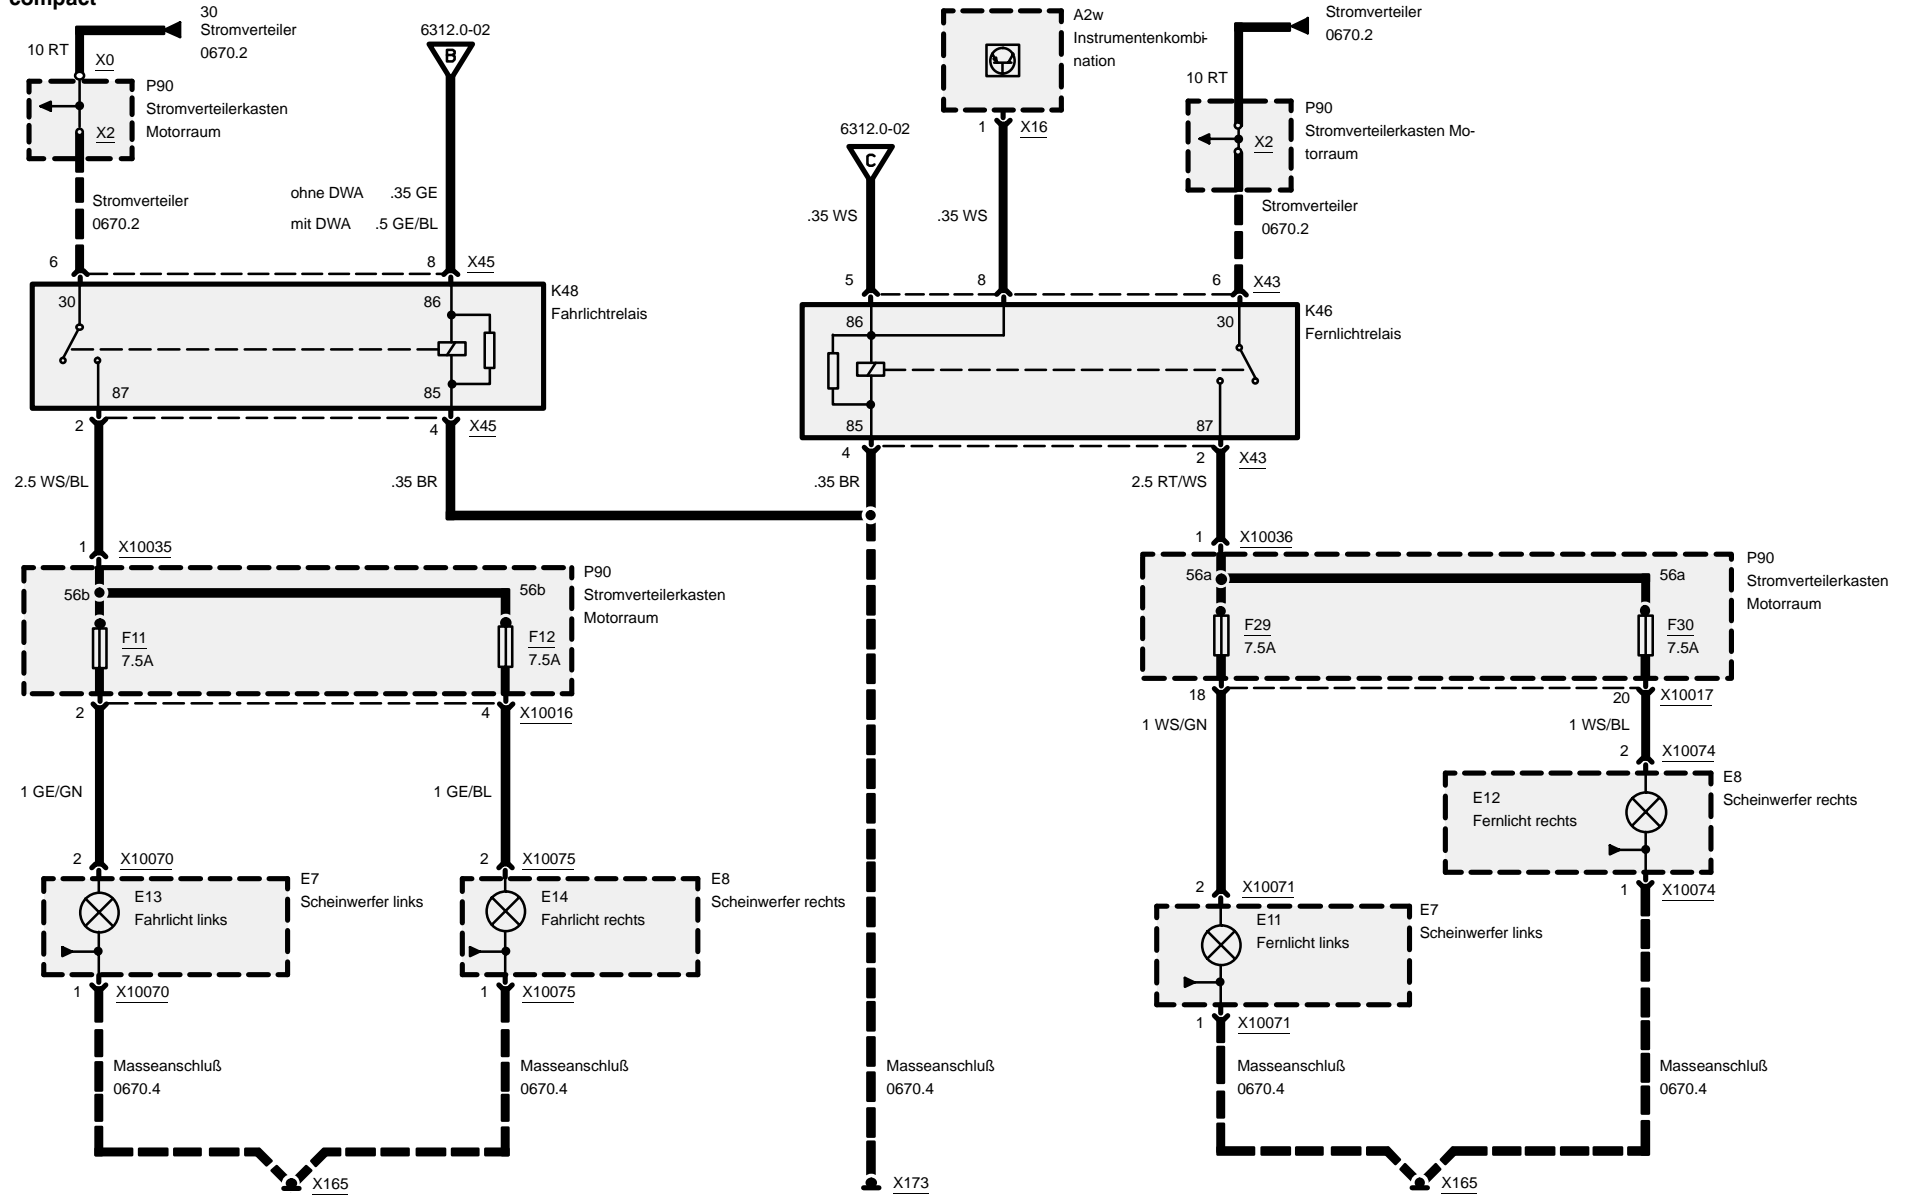 compact
30
Stromverteiler
0670.2
10 RT
X0
P90
Stromverteilerkasten
Motorraum
X2
Stromverteiler
0670.2
6312.0-02
B
ohne DWA .35 GE
mit DWA .5 GE/BL
6
8
X45
30
86
K48
Fahrlichtrelais
87
85
2
4
X45
2.5 WS/BL
.35 BR
1
X10035
56b
56b
P90
Stromverteilerkasten
Motorraum
F11
7.5A
F12
7.5A
2
4
X10016
1 GE/GN
1 GE/BL
2
X10070
2
X10075
E13
Fahrlicht links
E7
Scheinwerfer links
E14
Fahrlicht rechts
E8
Scheinwerfer rechts
1
X10070
1
X10075
Masseanschluß
0670.4
Masseanschluß
0670.4
X165
6312.0-02
C
A2w
Instrumentenkombi-
nation
1
X16
.35 WS
.35 WS
Stromverteiler
0670.2
10 RT
P90
Stromverteilerkasten Mo-
torraum
X2
Stromverteiler
0670.2
5
8
6
X43
86
30
K46
Fernlichtrelais
85
87
4
2
X43
.35 BR
2.5 RT/WS
1
X10036
56a
56a
P90
Stromverteilerkasten
Motorraum
F29
7.5A
F30
7.5A
18
20
X10017
1 WS/GN
1 WS/BL
2
X10074
E12
Fernlicht rechts
E8
Scheinwerfer rechts
1
X10074
2
X10071
E11
Fernlicht links
E7
Scheinwerfer links
1
X10071
Masseanschluß
0670.4
Masseanschluß
0670.4
Masseanschluß
0670.4
X173
X165